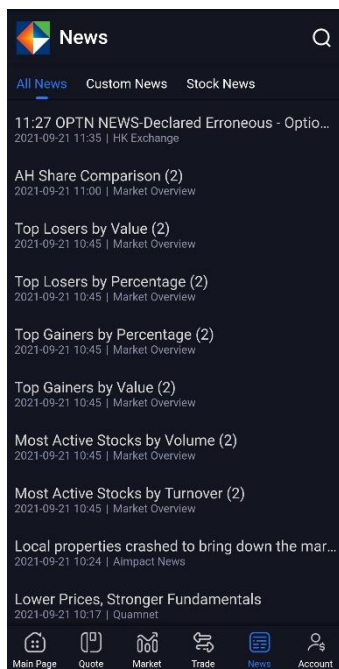 News
All News Custom News Stock News
11:27 OPTN NEWS-Declared Erroneous - Optio...
2021-09-21 11:35 | HK Exchange
AH Share Comparison (2)
2021-09-21 11:00 | Market Overview
Top Losers by Value (2)
2021-09-21 10:45 | Market Overview
Top Losers by Percentage (2)
2021-09-21 10:45 | Market Overview
Top Gainers by Percentage (2)
2021-09-21 10:45 | Market Overview
Top Gainers by Value (2)
2021-09-21 10:45 | Market Overview
Most Active Stocks by Volume (2)
2021-09-21 10:45 | Market Overview
Most Active Stocks by Turnover (2)
2021-09-21 10:45 | Market Overview
Local properties crashed to bring down the mar...
2021-09-21 10:24 | Aimpact News
Lower Prices, Stronger Fundamentals
2021-09-21 10:17 | Quamnet
Main Page Quote Market Trade News Account